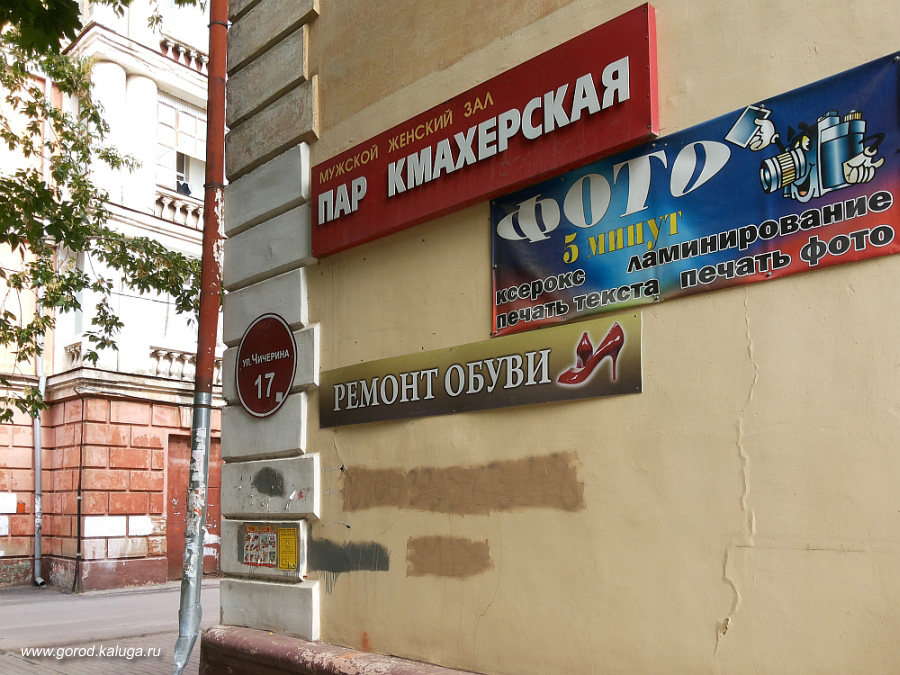 МУЖСКОЙ ЖЕНСКИЙ ЗАЛ
ПАР КМАХЕРСКАЯ
ФОТО
5 минут
ксерокс ламинирование
печать текста печать фото
ул. ЧИЧЕРИНА
17
РЕМОНТ ОБУВИ
www.gorod.kaluga.ru